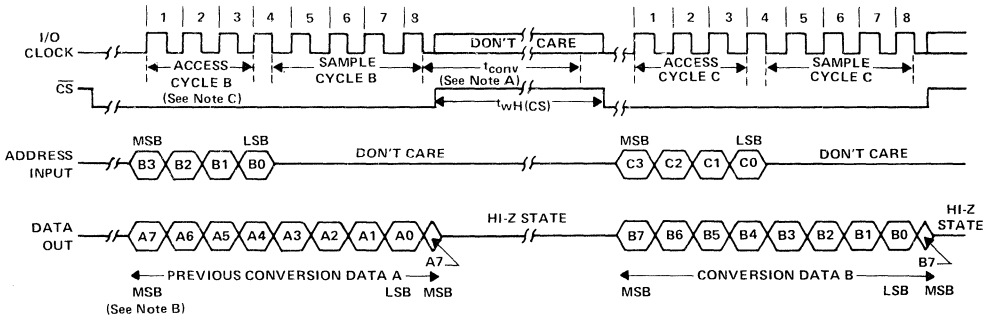 1 2 3 4 5 6 7 8 1 2 3 4 5 6 7 8
I/O
CLOCK
DON'T CARE
ACCESS
CYCLE B
(See Note C)
SAMPLE
CYCLE B
tconv
(See Note A)
ACCESS
CYCLE C
SAMPLE
CYCLE C
CS
twH(CS)
MSB LSB MSB LSB
ADDRESS
INPUT
B3 B2 B1 B0 DON'T CARE C3 C2 C1 C0 DON'T CARE
DATA
OUT
A7 A6 A5 A4 A3 A2 A1 A0 HI-Z STATE B7 B6 B5 B4 B3 B2 B1 B0 HI-Z
STATE
A7 B7
PREVIOUS CONVERSION DATA A CONVERSION DATA B
MSB LSB MSB MSB LSB MSB
(See Note B)